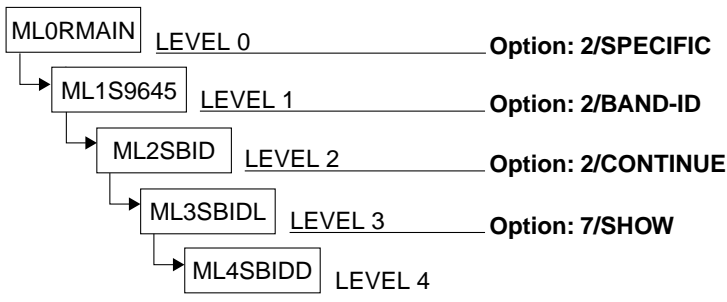 ML0RMAIN LEVEL 0 Option: 2/SPECIFIC
ML1S9645 LEVEL 1 Option: 2/BAND-ID
ML2SBID LEVEL 2 Option: 2/CONTINUE
ML3SBIDL LEVEL 3 Option: 7/SHOW
ML4SBIDD LEVEL 4